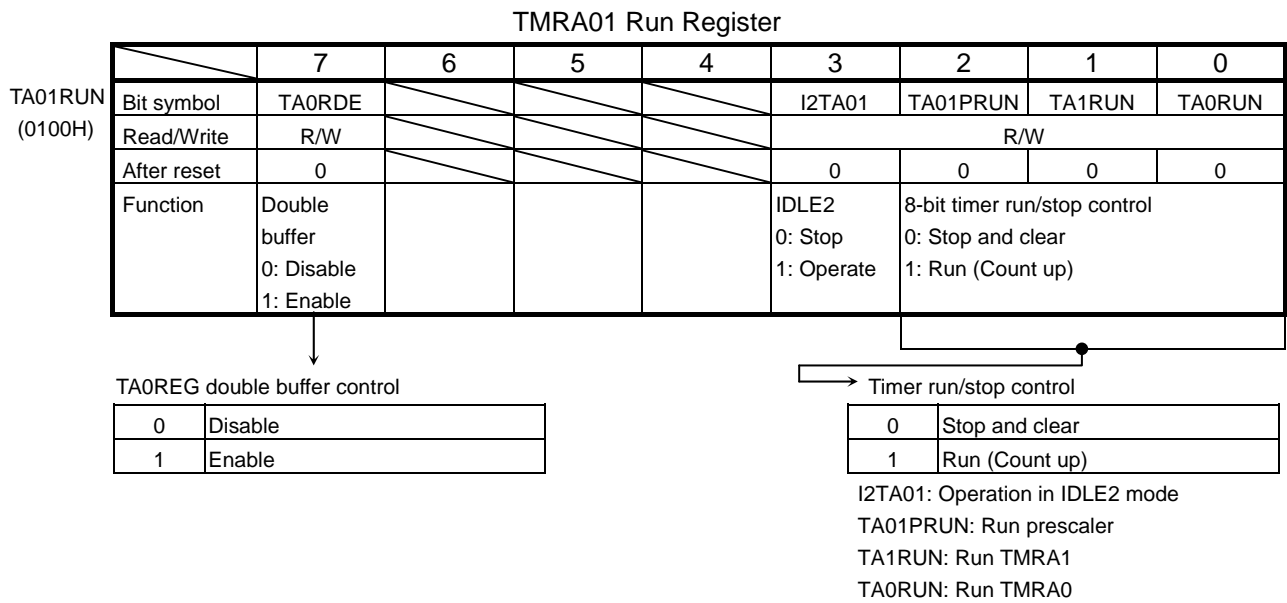 TMRA01 Run Register
7 6 5 4 3 2 1 0
TA01RUN
(0100H)
Bit symbol TA0RDE I2TA01 TA01PRUN TA1RUN TA0RUN
Read/Write R/W R/W
After reset 0 0 0 0 0
Function Double IDLE2 8-bit timer run/stop control
buffer 0: Stop 0: Stop and clear
0: Disable 1: Operate 1: Run (Count up)
1: Enable
TA0REG double buffer control
0 Disable
1 Enable
Timer run/stop control
0 Stop and clear
1 Run (Count up)
I2TA01: Operation in IDLE2 mode
TA01PRUN: Run prescaler
TA1RUN: Run TMRA1
TA0RUN: Run TMRA0